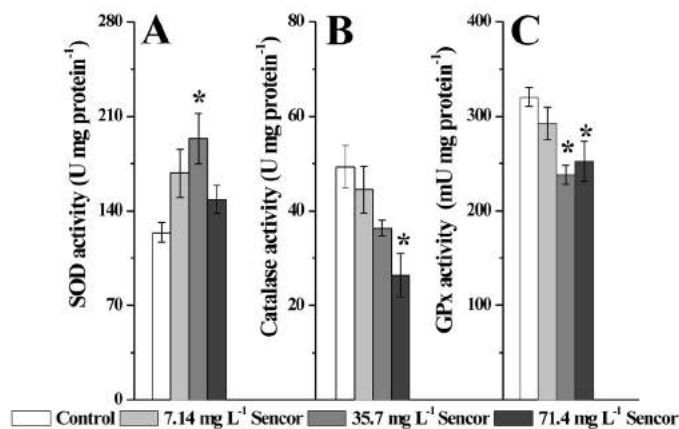 A
B
C
280
210
140
70
0
SOD activity (U mg protein⁻¹)
80
60
40
20
0
Catalase activity (U mg protein⁻¹)
300
200
300
GPx activity (mU mg protein⁻¹)
*
*
* *
Control 7.14 mg L⁻¹ Sencor 35.7 mg L⁻¹ Sencor 71.4 mg L⁻¹ Sencor